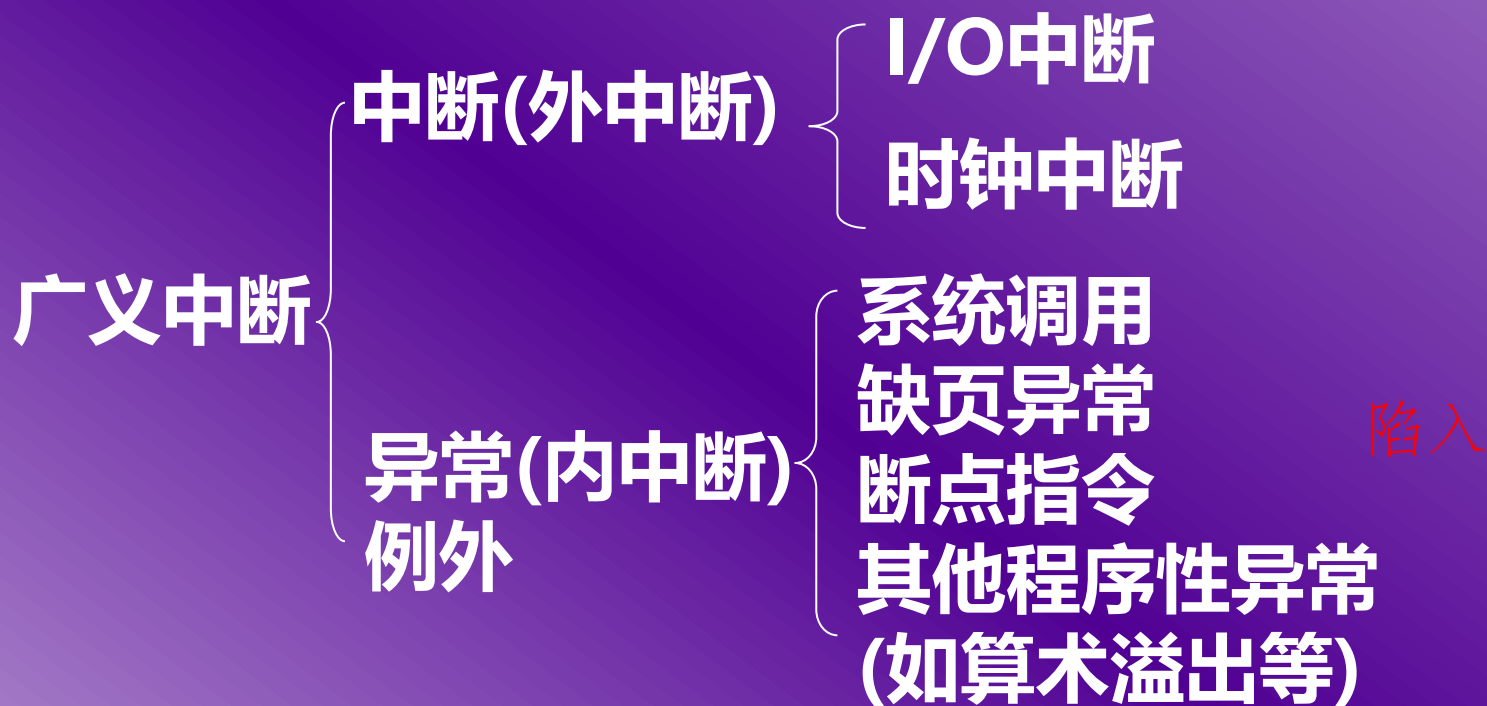 广义中断
中断(外中断)
I/O中断
时钟中断
异常(内中断)
例外
系统调用
缺页异常
断点指令
其他程序性异常
(如算术溢出等)
陷入